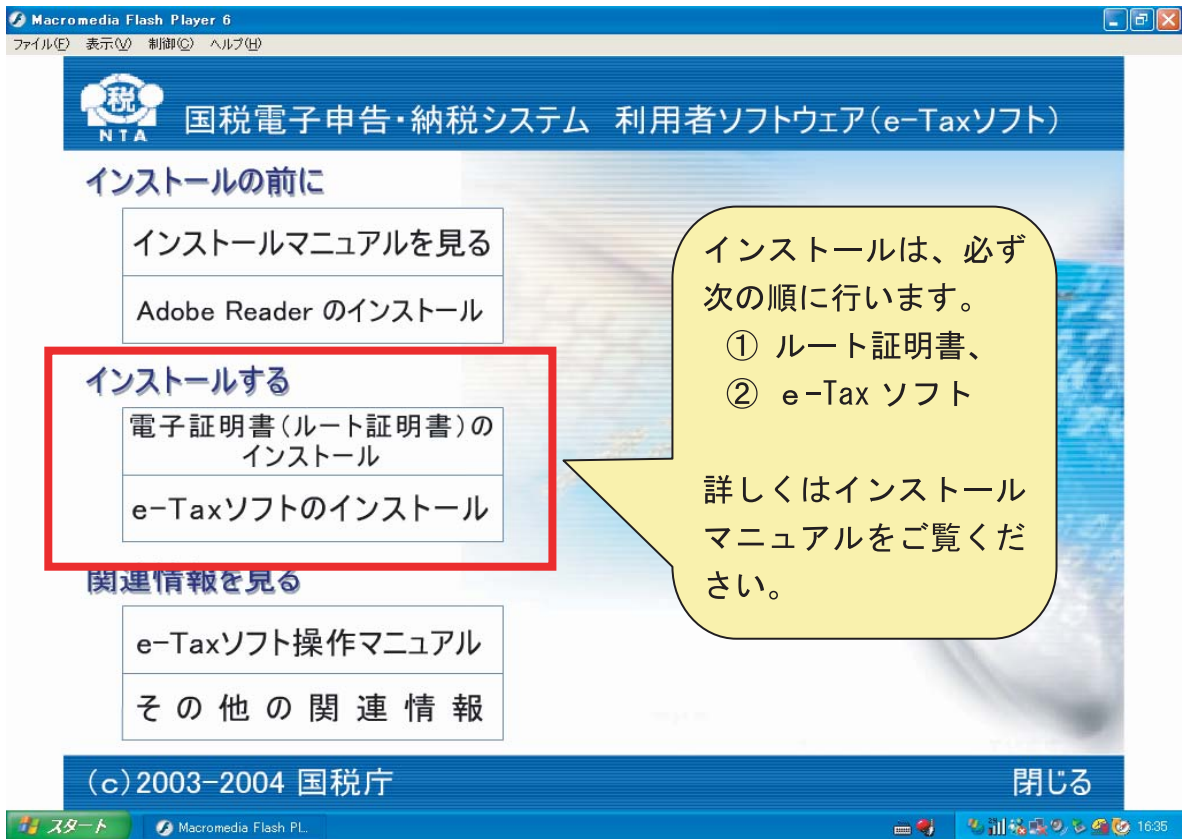 Macromedia Flash Player 6
ファイル(F) 表示(V) 制御(C) ヘルプ(H)
税
NTA
国税電子申告・納税システム 利用者ソフトウェア(e-Taxソフト)
インストールの前に
インストールマニュアルを見る
Adobe Reader のインストール
インストールする
電子証明書(ルート証明書)の
インストール
e-Taxソフトのインストール
関連情報を見る
e-Taxソフト操作マニュアル
その他の関連情報
インストールは、必ず
次の順に行います。
① ルート証明書、
② e-Tax ソフト
詳しくはインストール
マニュアルをご覧くだ
さい。
(c)2003-2004 国税庁
閉じる
スタート
Macromedia Flash Pl...
16:35